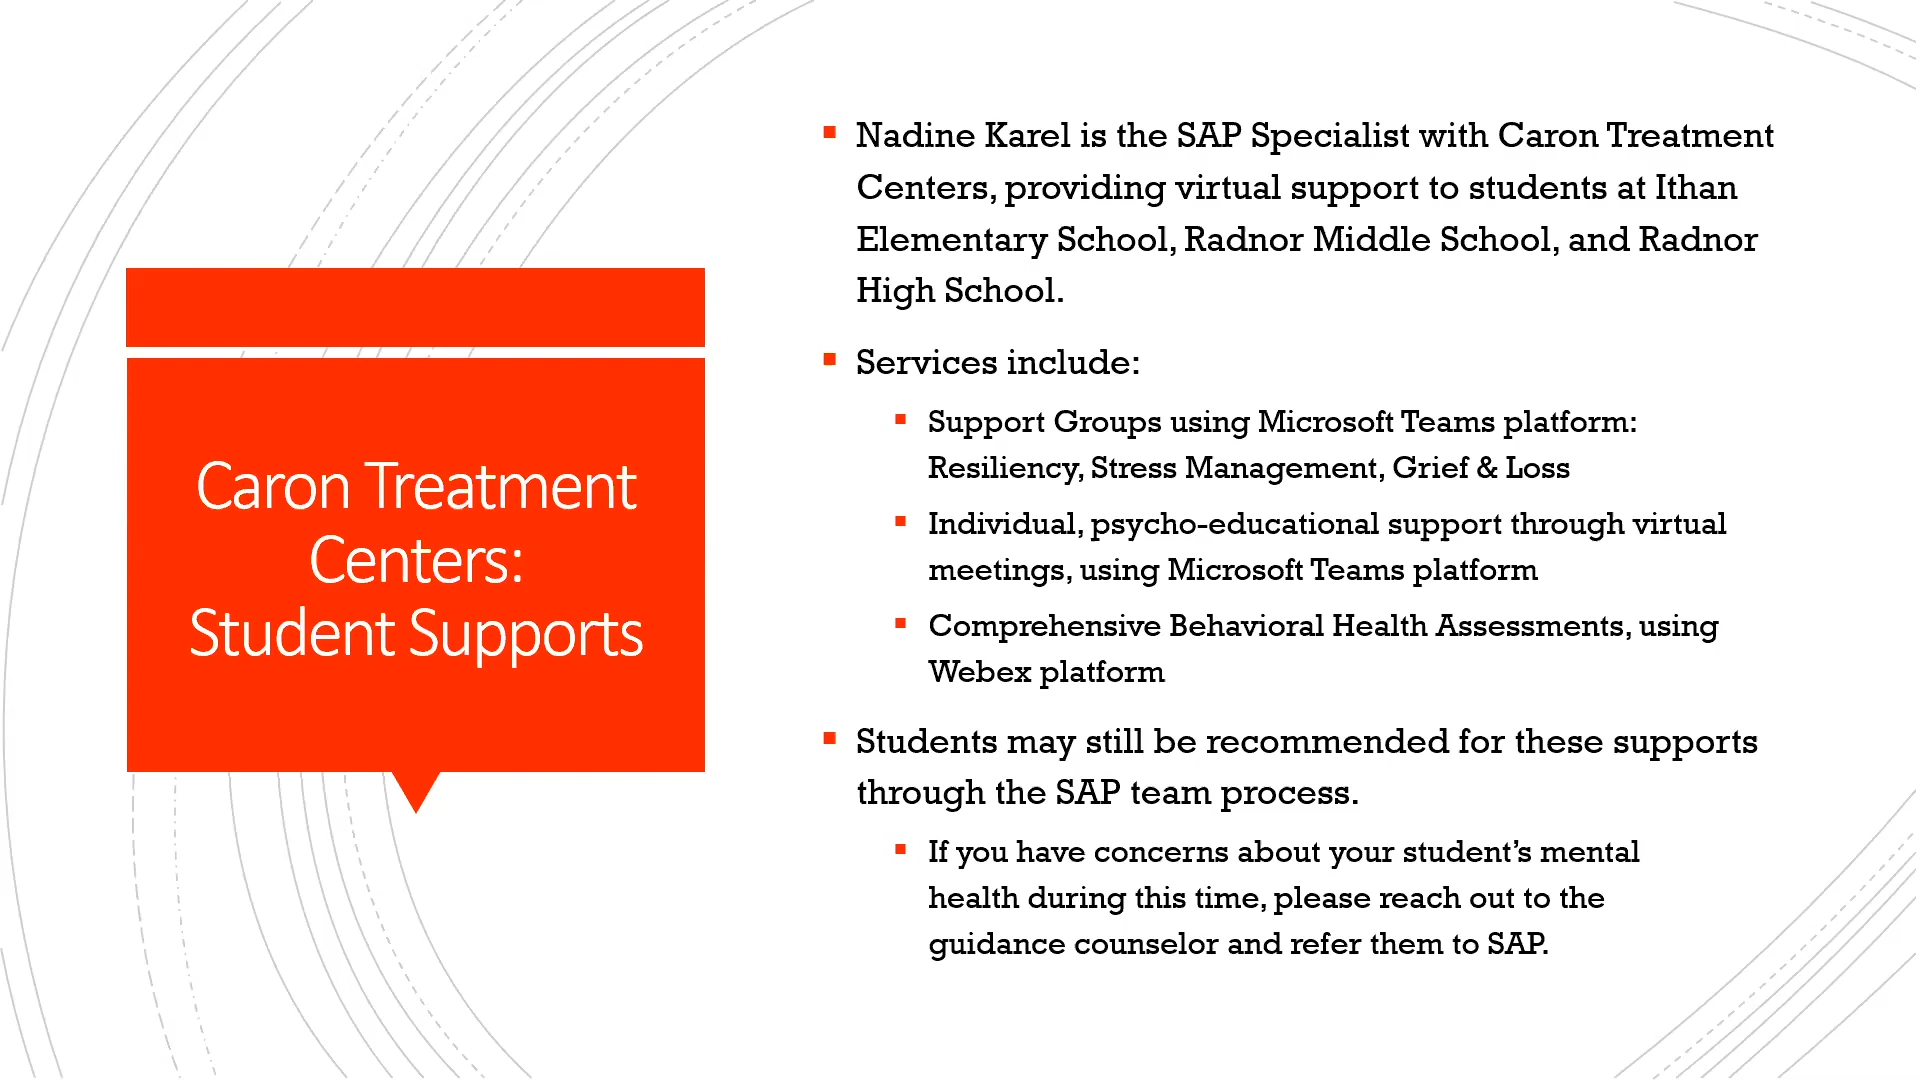 Caron Treatment
Centers:
Student Supports
Nadine Karel is the SAP Specialist with Caron Treatment
Centers, providing virtual support to students at Ithan
Elementary School, Radnor Middle School, and Radnor
High School.
Services include:
Support Groups using Microsoft Teams platform:
Resiliency, Stress Management, Grief & Loss
Individual, psycho-educational support through virtual
meetings, using Microsoft Teams platform
Comprehensive Behavioral Health Assessments, using
Webex platform
Students may still be recommended for these supports
through the SAP team process.
If you have concerns about your student’s mental
health during this time, please reach out to the
guidance counselor and refer them to SAP.